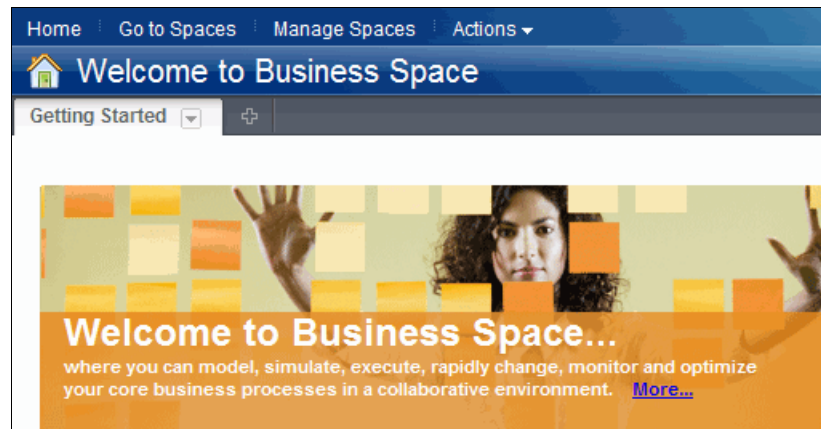 Home Go to Spaces Manage Spaces Actions
Welcome to Business Space
Getting Started
Welcome to Business Space...
where you can model, simulate, execute, rapidly change, monitor and optimize
your core business processes in a collaborative environment. More...